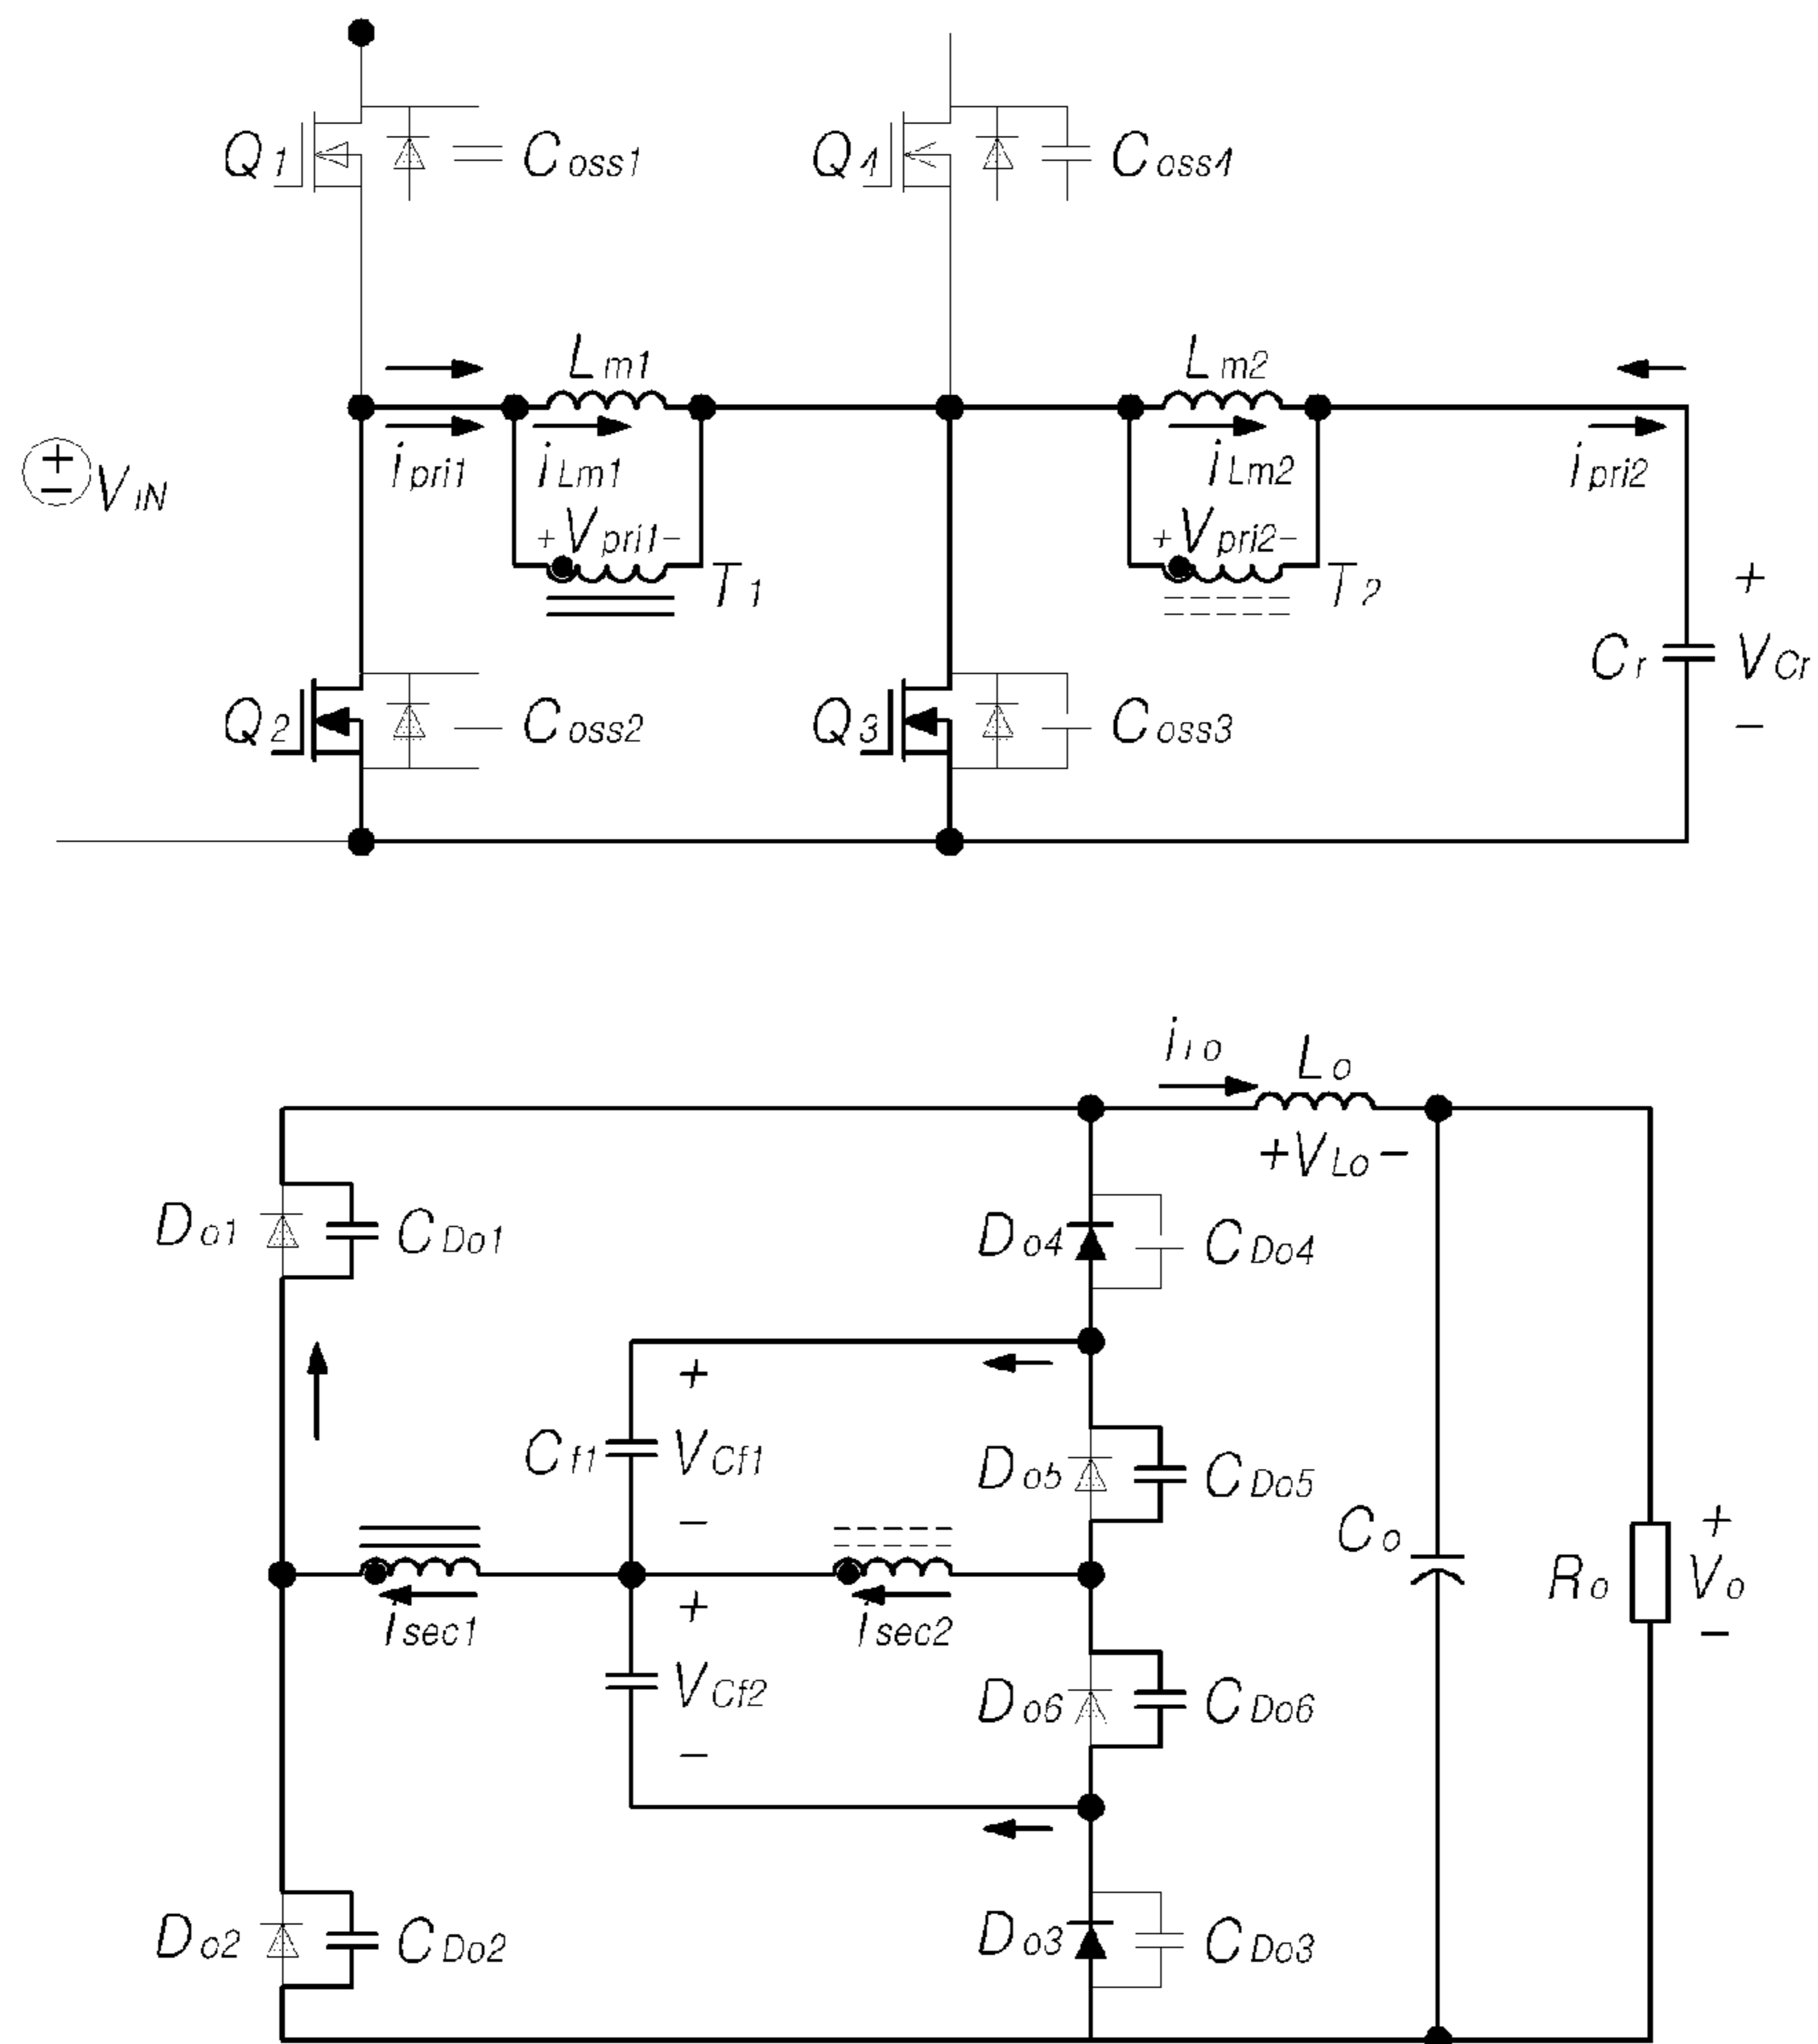 Q1 Coss1 Q4 Coss4
Lm1 Lm2
ipri1 iLm1 iLm2 ipri2
+ VIN −
+Vpri1− T1 +Vpri2− T2
+
Cr VCr
−
Q2 Coss2 Q3 Coss3
iLo Lo
+VLo−
Do1 CDo1 Do4 CDo4
+
Cf1 VCf1 Do5 CDo5
−
Co
isec1 isec2
+
Ro Vo
−
+
VCf2 Do6 CDo6
−
Do2 CDo2 Do3 CDo3